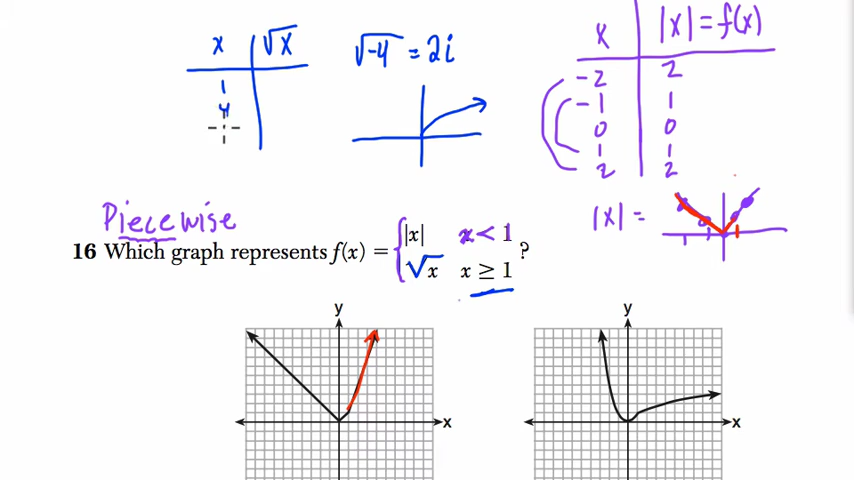 x √x
1
4
√-4 = 2i
x |x| = f(x)
-2 2
-1 1
0 0
1 1
2 2
|x| =
Piecewise
16 Which graph represents f(x) = { |x| x < 1
√x x ≥ 1 ?
y
x
y
x